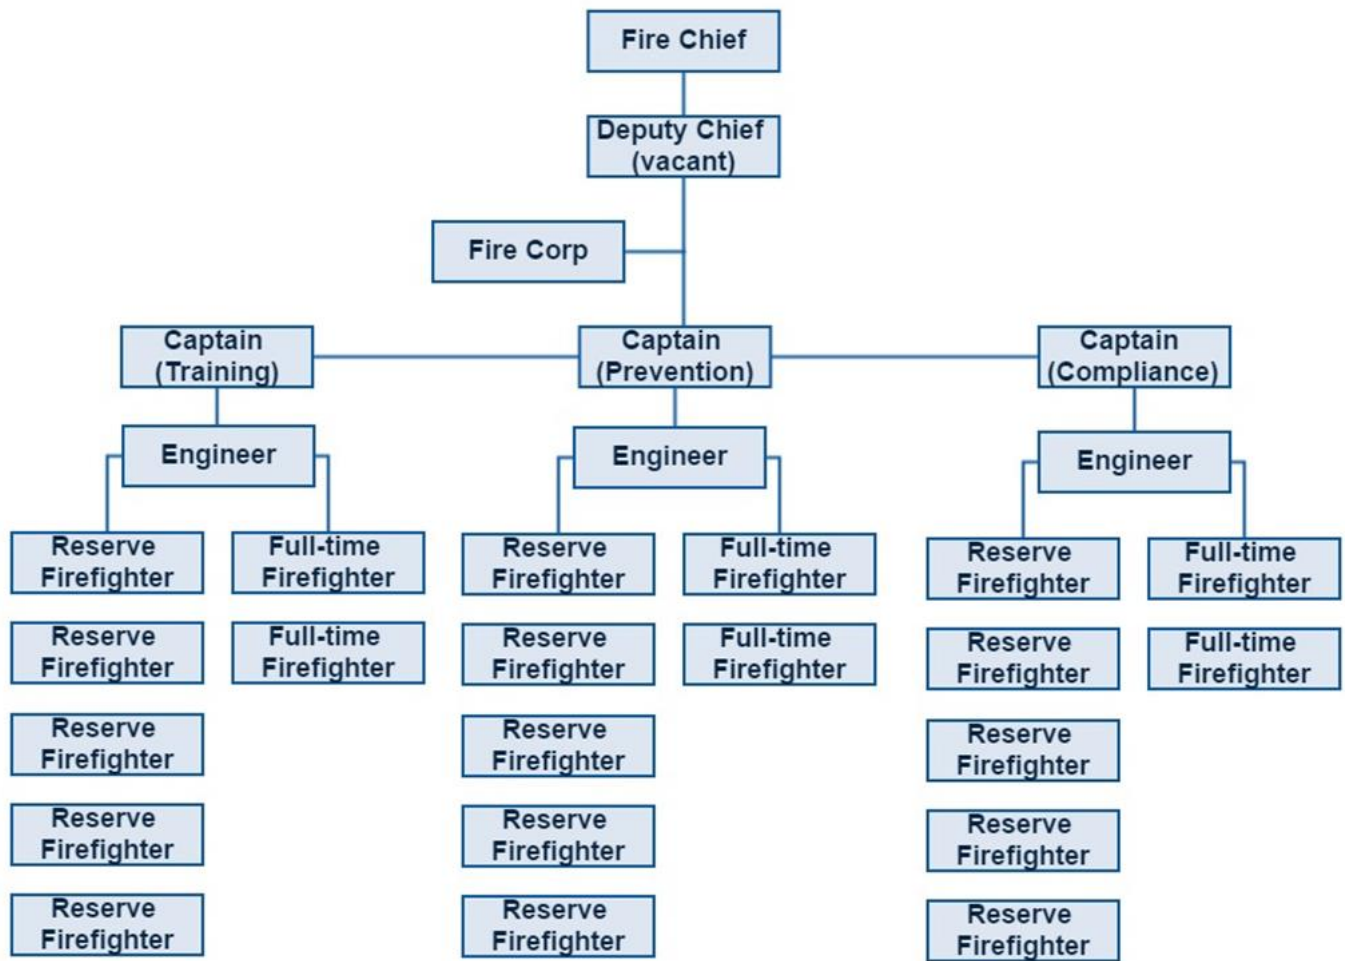 Fire Chief
Deputy Chief
(vacant)
Fire Corp
Captain
(Training)
Captain
(Prevention)
Captain
(Compliance)
Engineer
Engineer
Engineer
Reserve
Firefighter
Full-time
Firefighter
Reserve
Firefighter
Full-time
Firefighter
Reserve
Firefighter
Full-time
Firefighter
Reserve
Firefighter
Full-time
Firefighter
Reserve
Firefighter
Full-time
Firefighter
Reserve
Firefighter
Full-time
Firefighter
Reserve
Firefighter
Reserve
Firefighter
Reserve
Firefighter
Reserve
Firefighter
Reserve
Firefighter
Reserve
Firefighter
Reserve
Firefighter
Reserve
Firefighter
Reserve
Firefighter